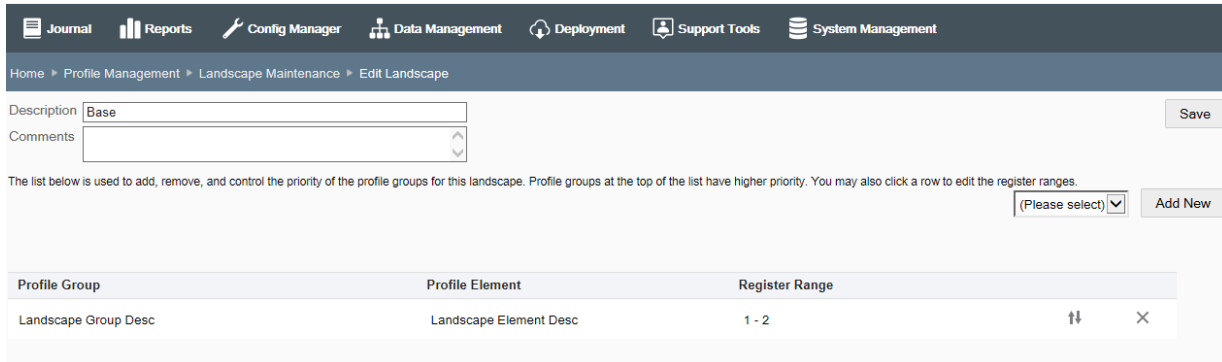 Journal Reports Config Manager Data Management Deployment Support Tools System Management
Home ▸ Profile Management ▸ Landscape Maintenance ▸ Edit Landscape
Description Base
Save
Comments
The list below is used to add, remove, and control the priority of the profile groups for this landscape. Profile groups at the top of the list have higher priority. You may also click a row to edit the register ranges.
(Please select) Add New
Profile Group Profile Element Register Range
Landscape Group Desc Landscape Element Desc 1 - 2